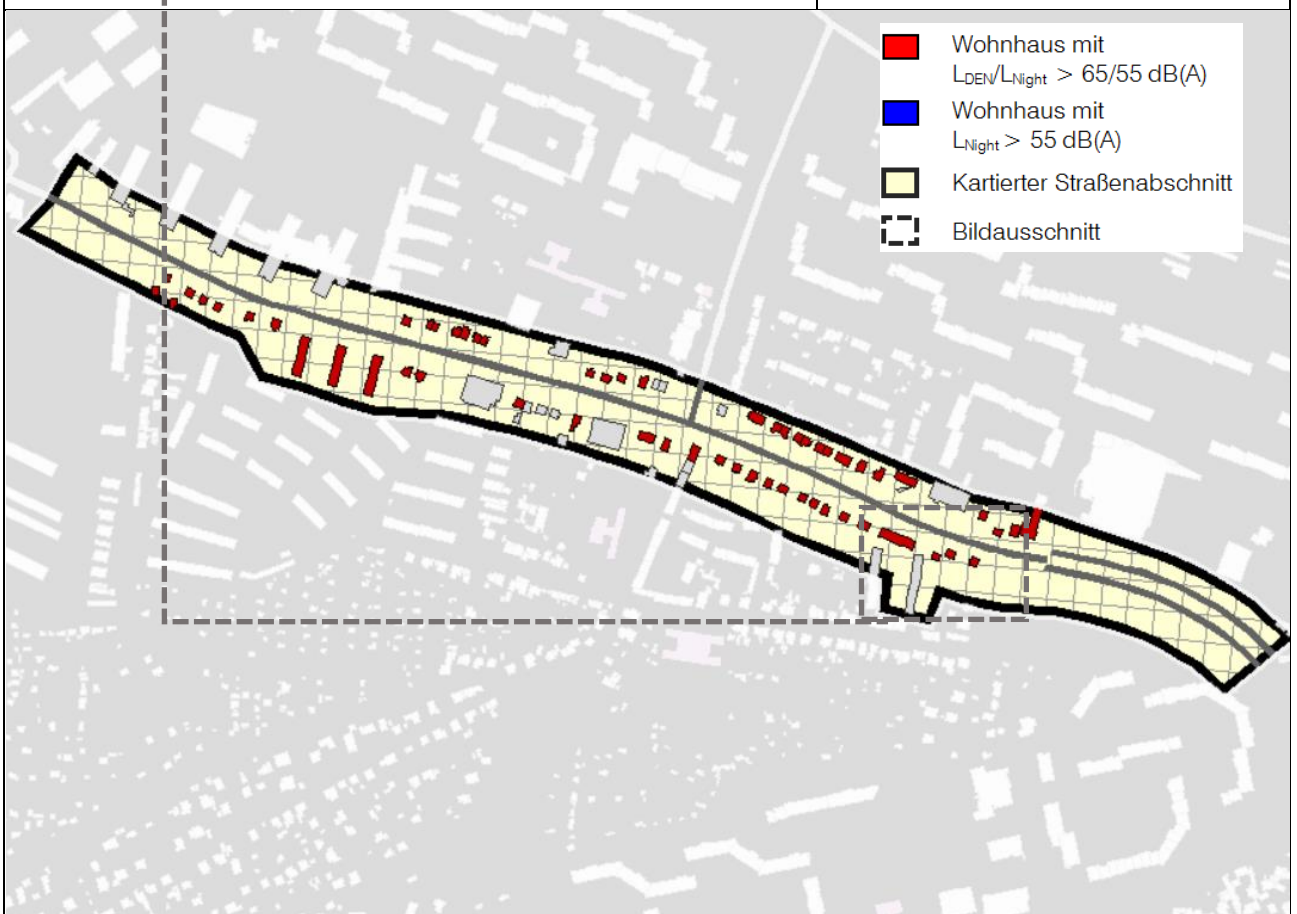 Wohnhaus mit
LDEN/LNight > 65/55 dB(A)
Wohnhaus mit
LNight > 55 dB(A)
Kartierter Straßenabschnitt
Bildausschnitt